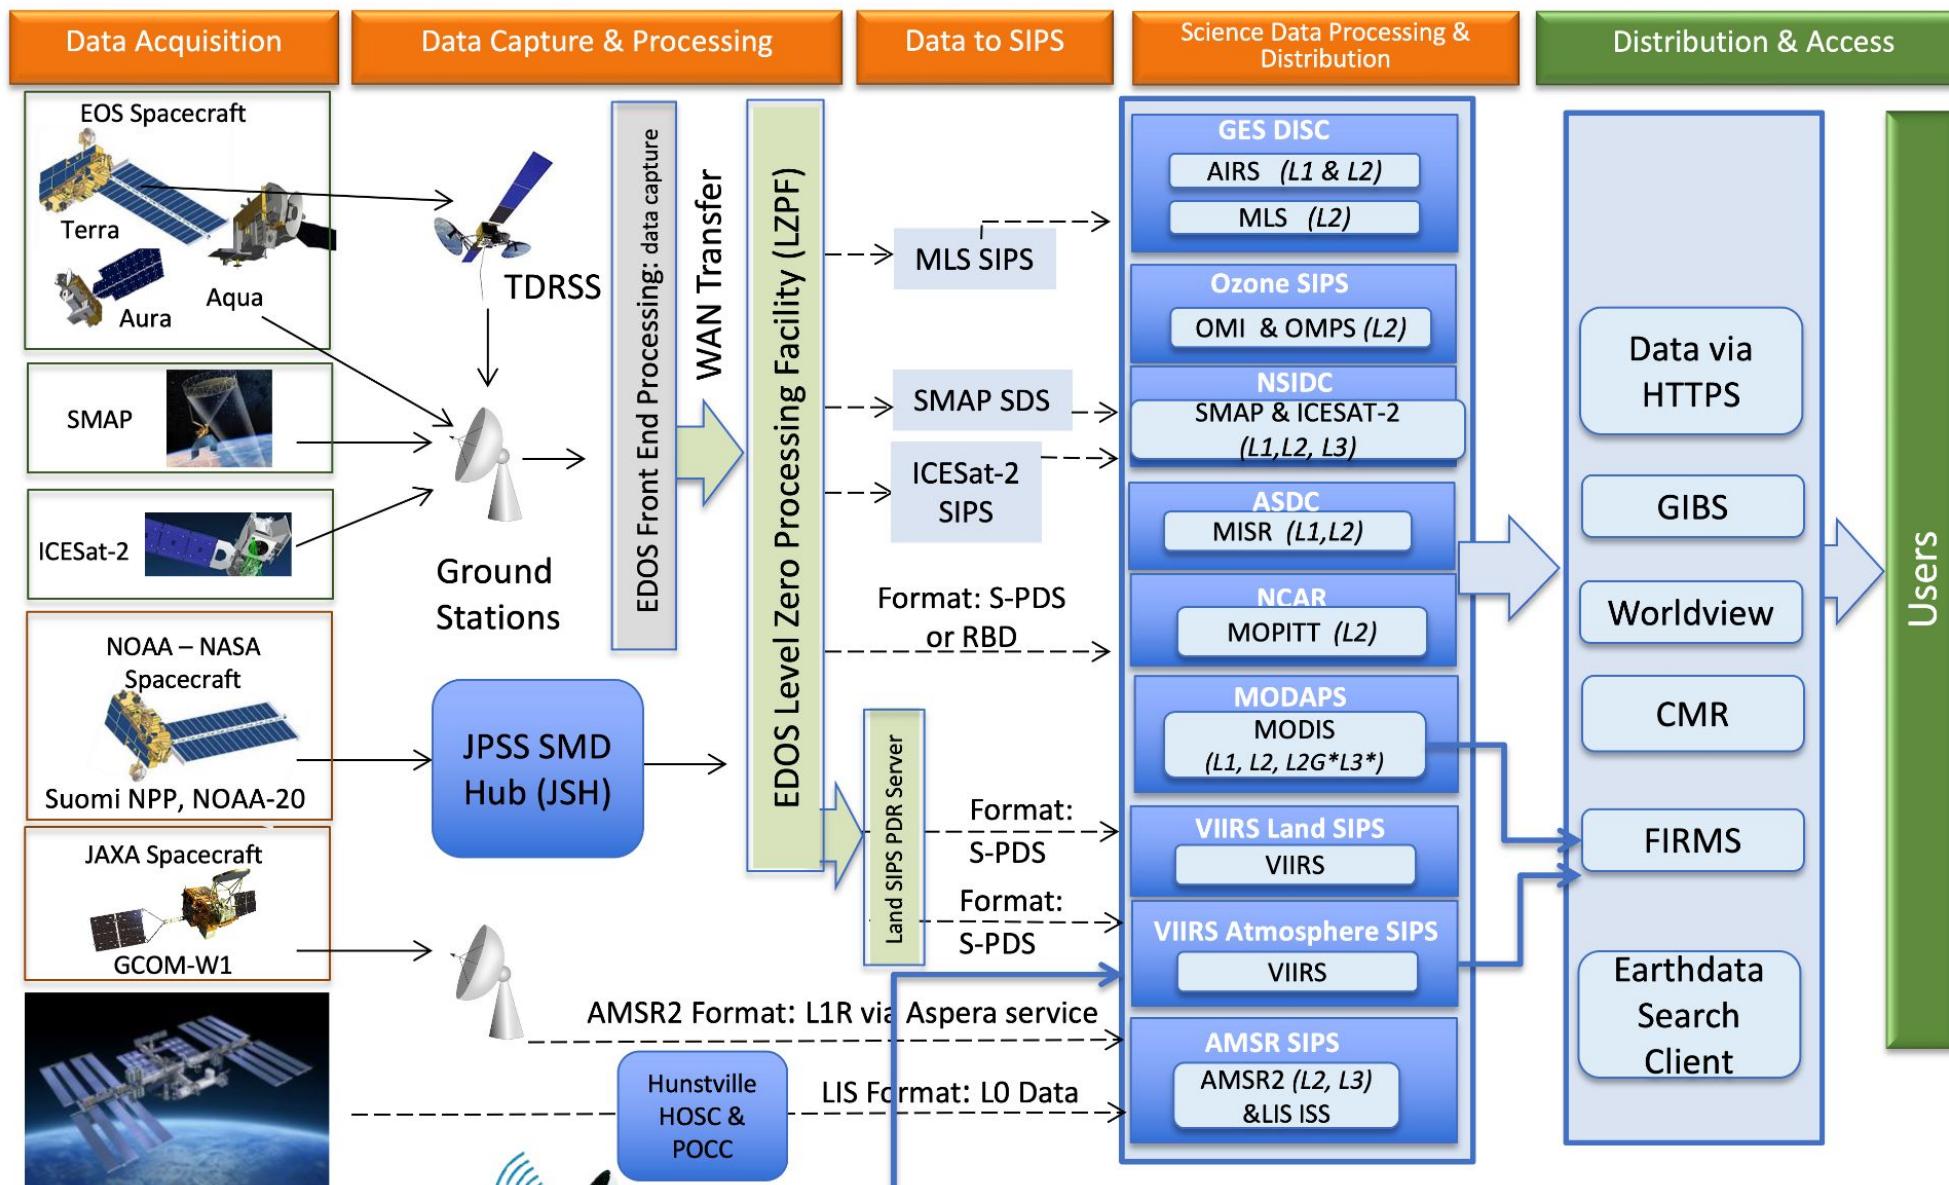 Data Acquisition
Data Capture & Processing
Data to SIPS
Science Data Processing &
Distribution
Distribution & Access
EOS Spacecraft
Terra
Aura
Aqua
SMAP
ICESat-2
NOAA – NASA
Spacecraft
Suomi NPP, NOAA-20
JAXA Spacecraft
GCOM-W1
TDRSS
Ground
Stations
JPSS SMD
Hub (JSH)
EDOS Front End Processing: data capture
WAN Transfer
EDOS Level Zero Processing Facility (LZPF)
MLS SIPS
SMAP SDS
ICESat-2
SIPS
Format: S-PDS
or RBD
Land SIPS PDR Server
Format:
S-PDS
Format:
S-PDS
AMSR2 Format: L1R via Aspera service
Hunstville
HOSC &
POCC
LIS Format: L0 Data
GES DISC
AIRS (L1 & L2)
MLS (L2)
Ozone SIPS
OMI & OMPS (L2)
NSIDC
SMAP & ICESAT-2
(L1,L2, L3)
ASDC
MISR (L1,L2)
NCAR
MOPITT (L2)
MODAPS
MODIS
(L1, L2, L2G*L3*)
VIIRS Land SIPS
VIIRS
VIIRS Atmosphere SIPS
VIIRS
AMSR SIPS
AMSR2 (L2, L3)
&LIS ISS
Data via
HTTPS
GIBS
Worldview
CMR
FIRMS
Earthdata
Search
Client
Users